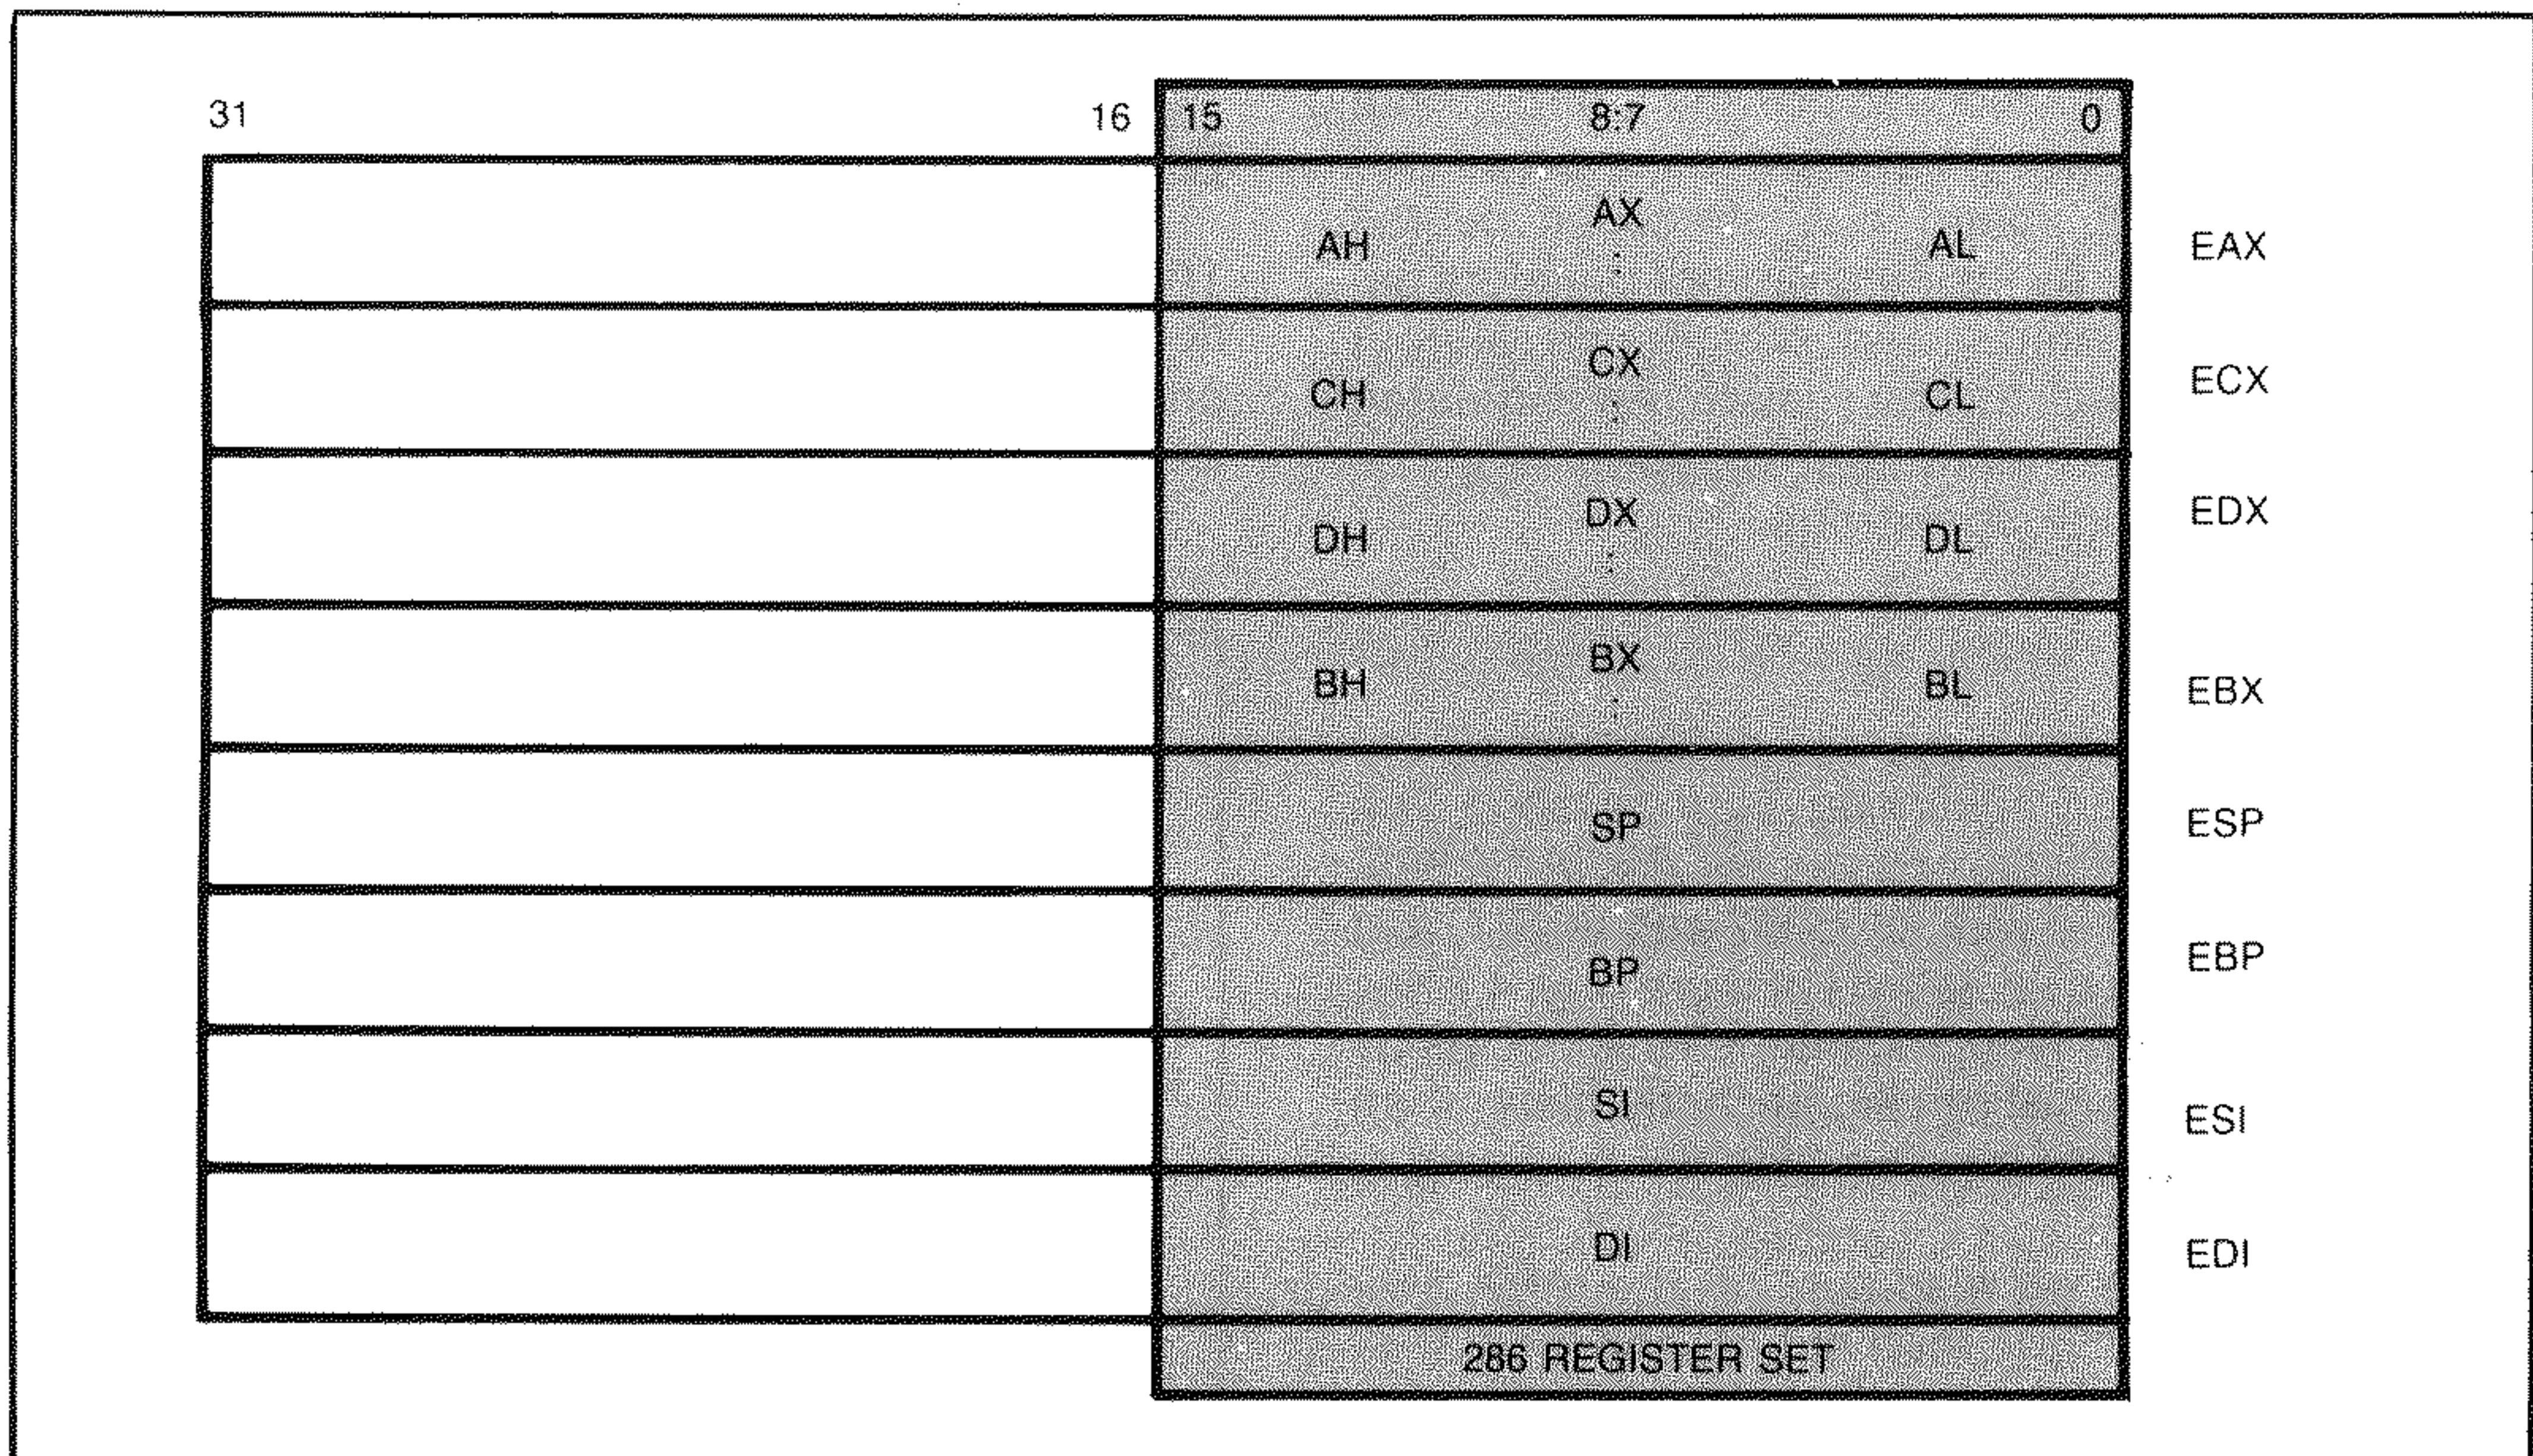 31 16 15 8:7 0
AX
AH AL EAX
CX
CH CL ECX
DX
DH DL EDX
BX
BH BL EBX
SP ESP
BP EBP
SI ESI
DI EDI
286 REGISTER SET